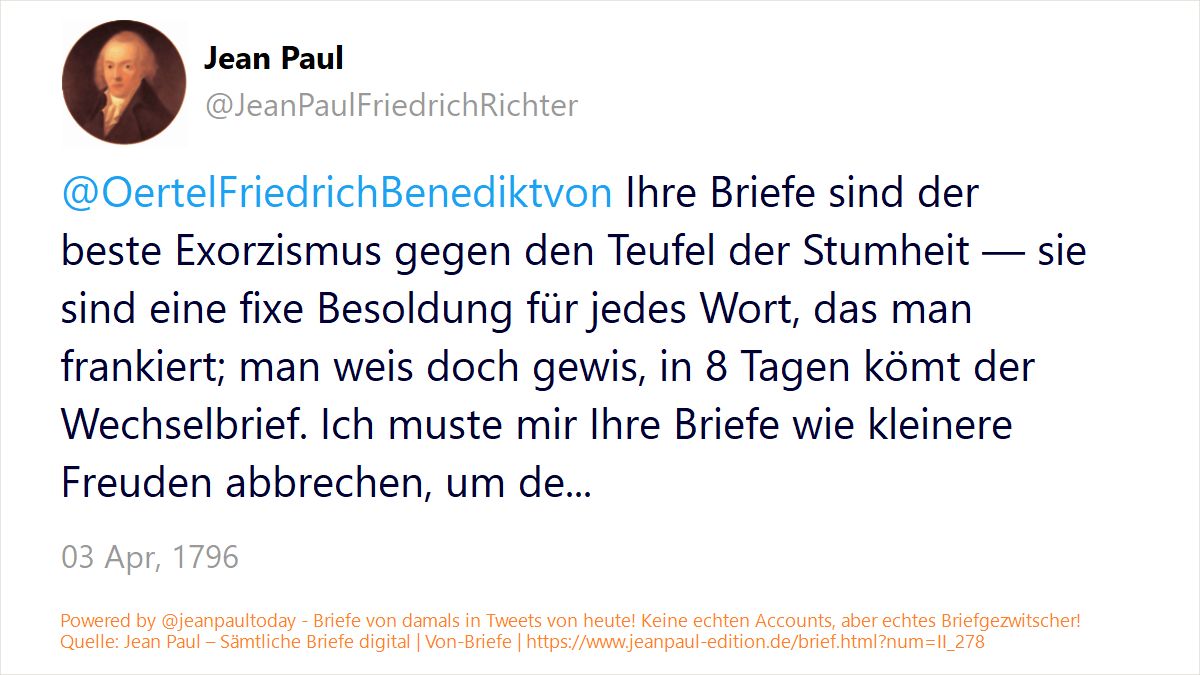 Jean Paul
@JeanPaulFriedrichRichter
@OertelFriedrichBenediktvon Ihre Briefe sind der
beste Exorzismus gegen den Teufel der Stumheit — sie
sind eine fixe Besoldung für jedes Wort, das man
frankiert; man weis doch gewis, in 8 Tagen kömt der
Wechselbrief. Ich muste mir Ihre Briefe wie kleinere
Freuden abbrechen, um de...
03 Apr, 1796
Powered by @jeanpaultoday - Briefe von damals in Tweets von heute! Keine echten Accounts, aber echtes Briefgezwitscher!
Quelle: Jean Paul – Sämtliche Briefe digital | Von-Briefe | https://www.jeanpaul-edition.de/brief.html?num=II_278